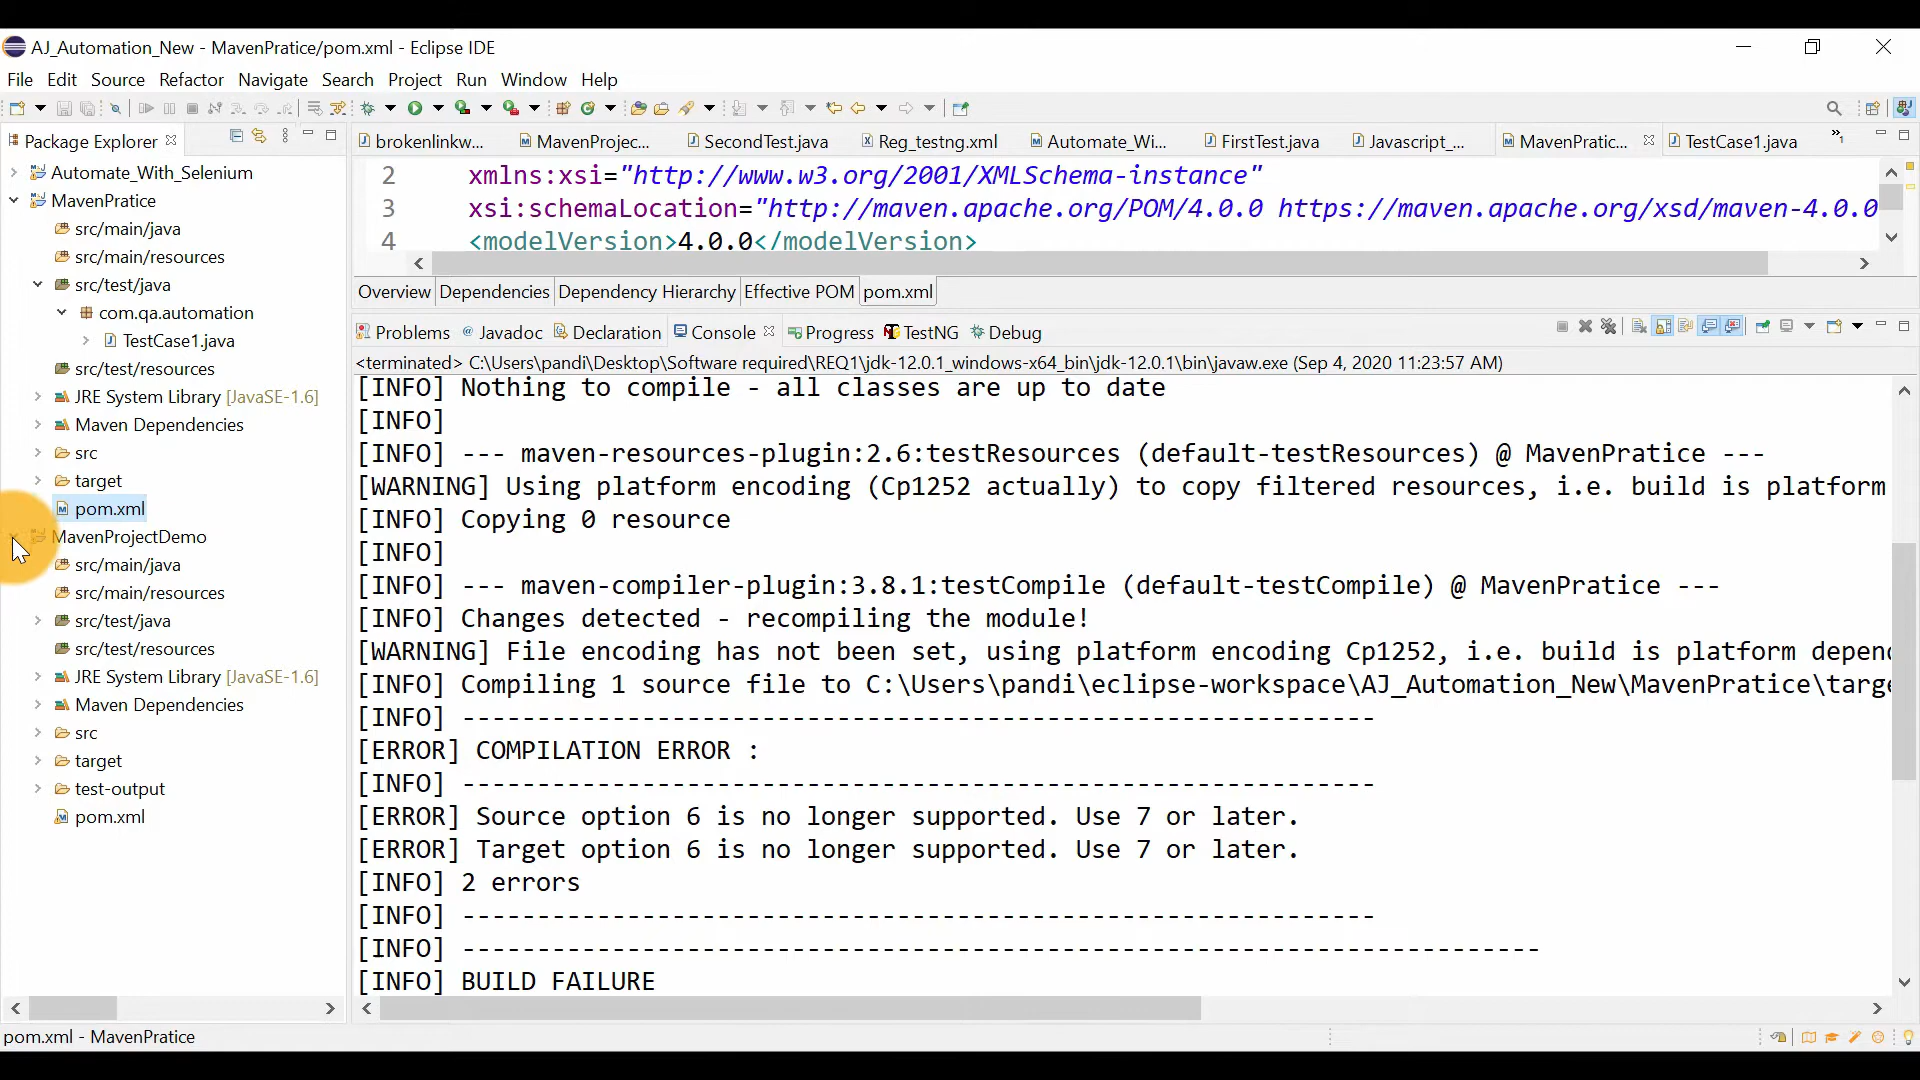 AJ_Automation_New - MavenPratice/pom.xml - Eclipse IDE
File Edit Source Refactor Navigate Search Project Run Window Help
Package Explorer
Automate_With_Selenium
MavenPratice
src/main/java
src/main/resources
src/test/java
com.qa.automation
TestCase1.java
src/test/resources
JRE System Library [JavaSE-1.6]
Maven Dependencies
src
target
pom.xml
MavenProjectDemo
src/main/java
src/main/resources
src/test/java
src/test/resources
JRE System Library [JavaSE-1.6]
Maven Dependencies
src
target
test-output
pom.xml
brokenlinkw... MavenProjec... SecondTest.java Reg_testng.xml Automate_Wi... FirstTest.java Javascript_... MavenPratic... TestCase1.java »1
2 xmlns:xsi="http://www.w3.org/2001/XMLSchema-instance"
3 xsi:schemaLocation="http://maven.apache.org/POM/4.0.0 https://maven.apache.org/xsd/maven-4.0.0
4 <modelVersion>4.0.0</modelVersion>
Overview Dependencies Dependency Hierarchy Effective POM pom.xml
Problems Javadoc Declaration Console Progress TestNG Debug
<terminated> C:\Users\pandi\Desktop\Software required\REQ1\jdk-12.0.1_windows-x64_bin\jdk-12.0.1\bin\javaw.exe (Sep 4, 2020 11:23:57 AM)
[INFO] Nothing to compile - all classes are up to date
[INFO]
[INFO] --- maven-resources-plugin:2.6:testResources (default-testResources) @ MavenPratice ---
[WARNING] Using platform encoding (Cp1252 actually) to copy filtered resources, i.e. build is platform
[INFO] Copying 0 resource
[INFO]
[INFO] --- maven-compiler-plugin:3.8.1:testCompile (default-testCompile) @ MavenPratice ---
[INFO] Changes detected - recompiling the module!
[WARNING] File encoding has not been set, using platform encoding Cp1252, i.e. build is platform depend
[INFO] Compiling 1 source file to C:\Users\pandi\eclipse-workspace\AJ_Automation_New\MavenPratice\targe
[INFO] -------------------------------------------------------------
[ERROR] COMPILATION ERROR :
[INFO] -------------------------------------------------------------
[ERROR] Source option 6 is no longer supported. Use 7 or later.
[ERROR] Target option 6 is no longer supported. Use 7 or later.
[INFO] 2 errors
[INFO] -------------------------------------------------------------
[INFO] ------------------------------------------------------------------------
[INFO] BUILD FAILURE
pom.xml - MavenPratice